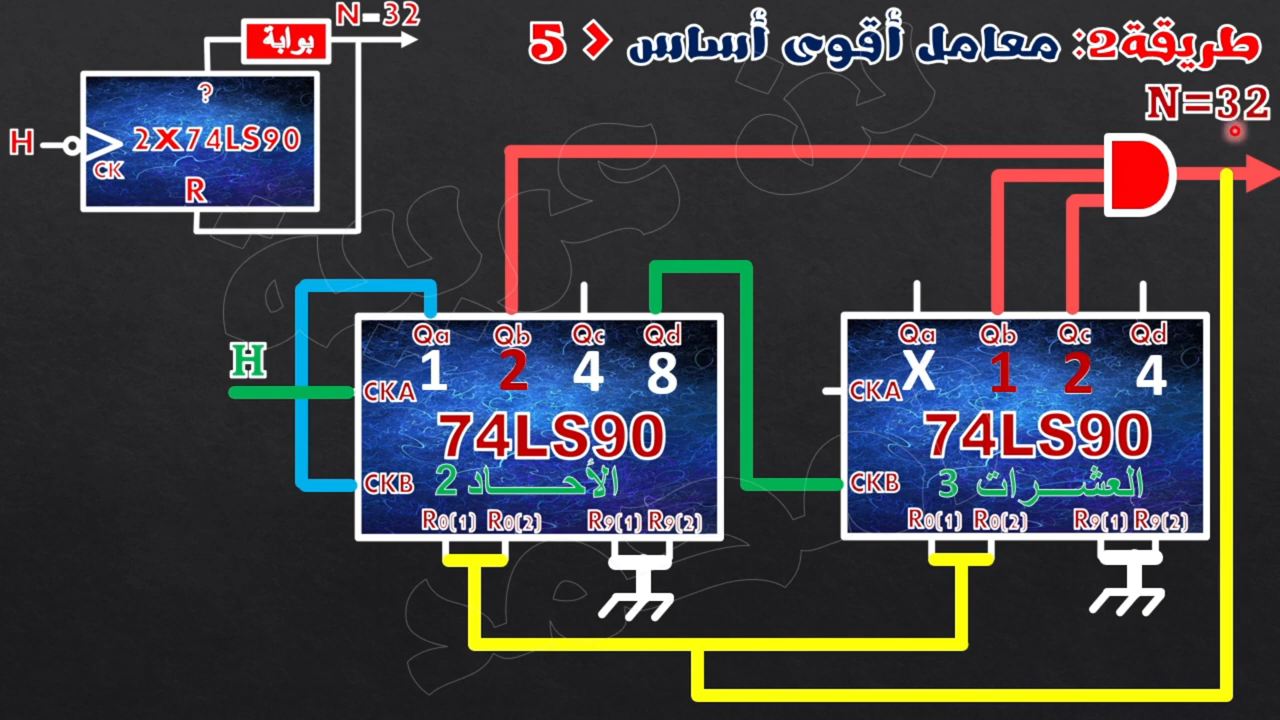 طريقة2: معامل أقوى أساس < 5
N=32
N=32
بوابة
?
H
2X74LS90
CK
R
H
Qa Qb Qc Qd
1 2 4 8
CKA
74LS90
CKB
الأحــــاد 2
R0(1) R0(2) R9(1) R9(2)
Qa Qb Qc Qd
X 1 2 4
CKA
74LS90
CKB
العشـــرات 3
R0(1) R0(2) R9(1) R9(2)